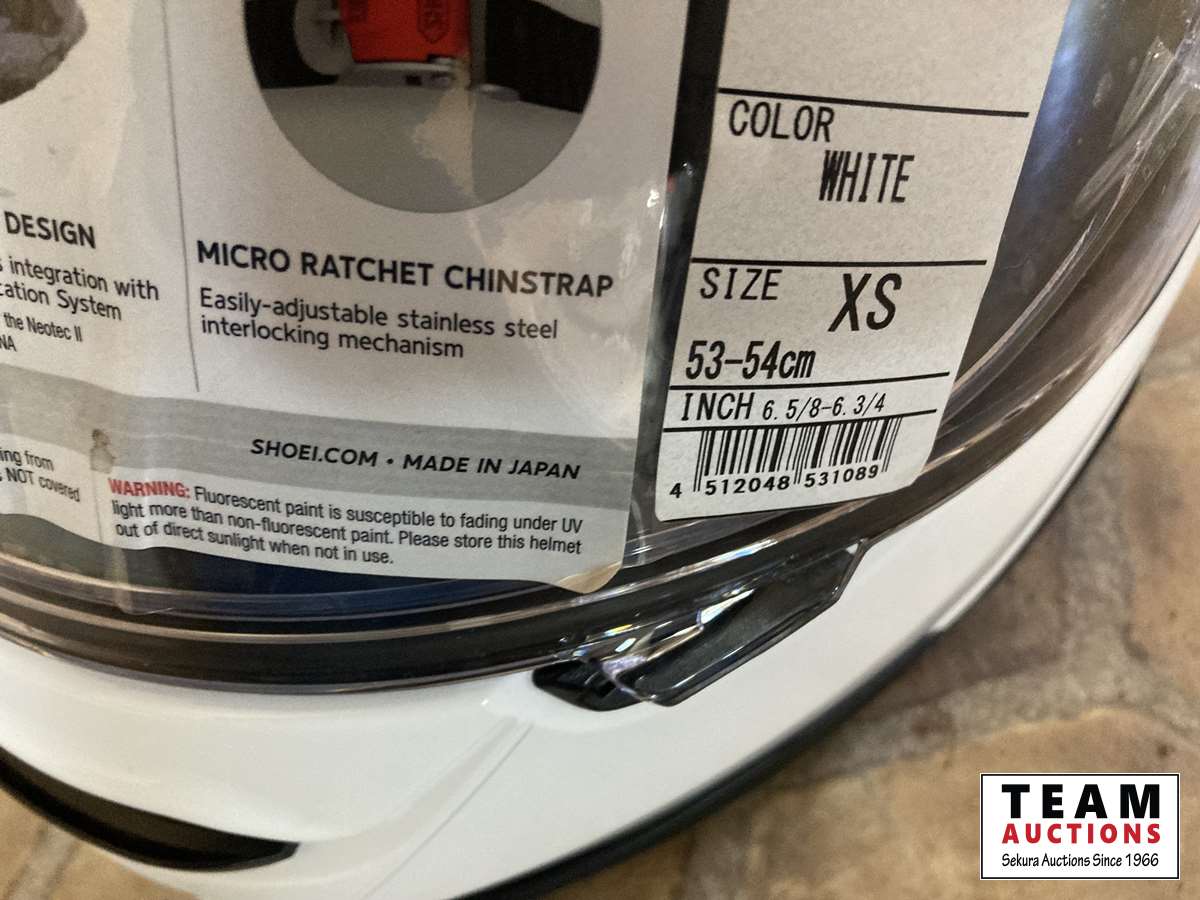 DESIGN
integration with
cation System
the Neotec II
NA
MICRO RATCHET CHINSTRAP
Easily-adjustable stainless steel
interlocking mechanism
SHOEI.COM • MADE IN JAPAN
ing from
NOT covered
WARNING: Fluorescent paint is susceptible to fading under UV
light more than non-fluorescent paint. Please store this helmet
out of direct sunlight when not in use.
COLOR
WHITE
SIZE XS
53-54cm
INCH 6.5/8-6.3/4
4 512048 531089
TEAM
AUCTIONS
Sekura Auctions Since 1966